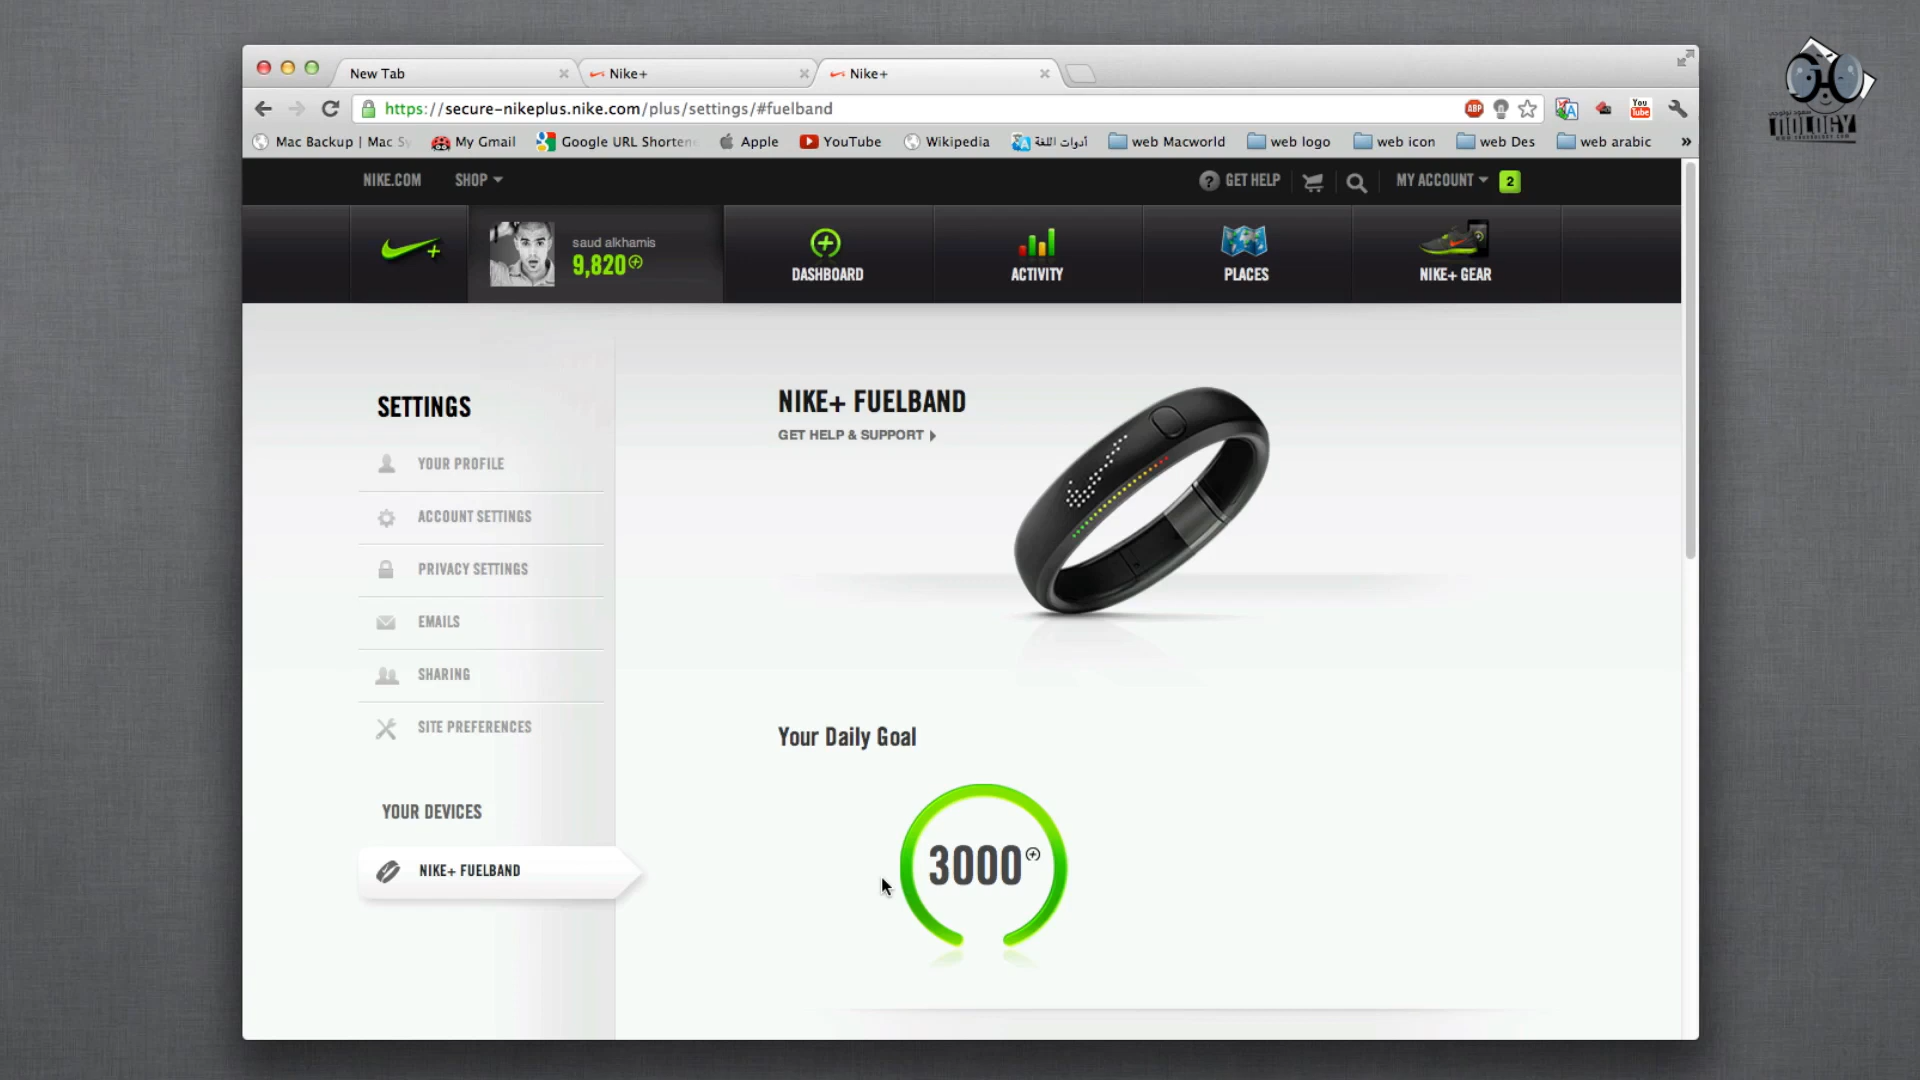 New Tab
Nike+
Nike+
https://secure-nikeplus.nike.com/plus/settings/#fuelband
ABP
You Tube
Mac Backup | Mac Sy
My Gmail
Google URL Shorten
Apple
YouTube
Wikipedia
أدوات اللغة
web Macworld
web logo
web icon
web Des
web arabic
»
NIKE.COM
SHOP
GET HELP
MY ACCOUNT
2
saud alkhamis
9,820
DASHBOARD
ACTIVITY
PLACES
NIKE+ GEAR
SETTINGS
YOUR PROFILE
ACCOUNT SETTINGS
PRIVACY SETTINGS
EMAILS
SHARING
SITE PREFERENCES
YOUR DEVICES
NIKE+ FUELBAND
NIKE+ FUELBAND
GET HELP & SUPPORT
Your Daily Goal
3000